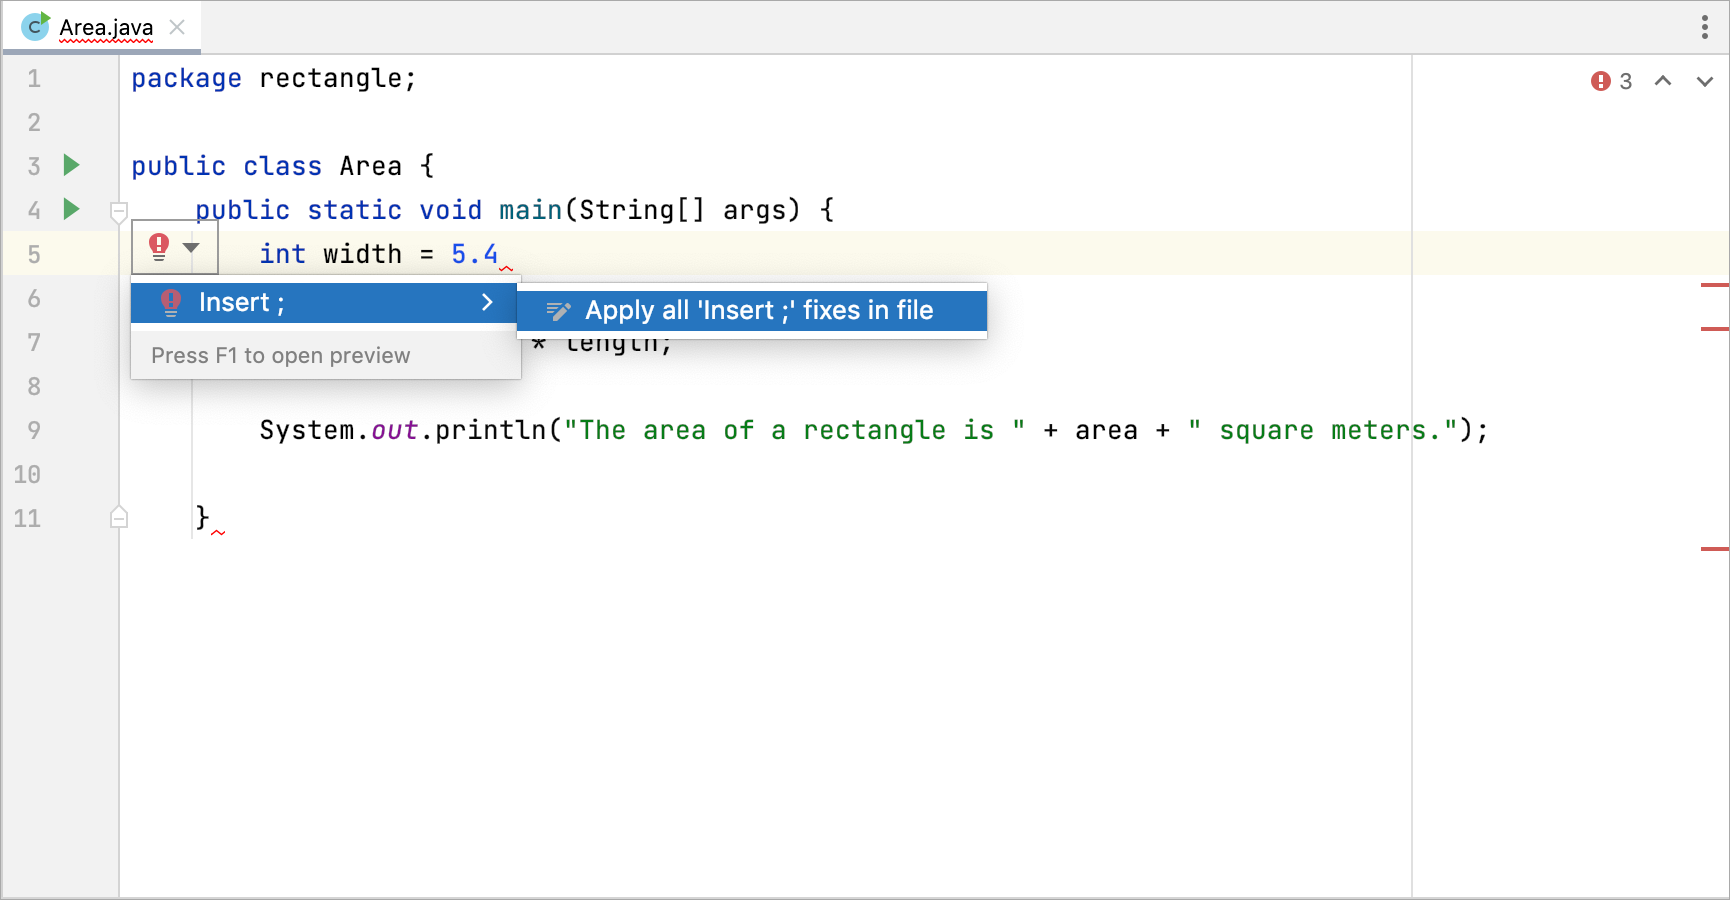 Area.java
3
1 package rectangle;
2
3 public class Area {
4 public static void main(String[] args) {
5 int width = 5.4
6
Insert ;
Apply all 'Insert ;' fixes in file
7 * length;
Press F1 to open preview
8
9 System.out.println("The area of a rectangle is " + area + " square meters.");
10
11 }